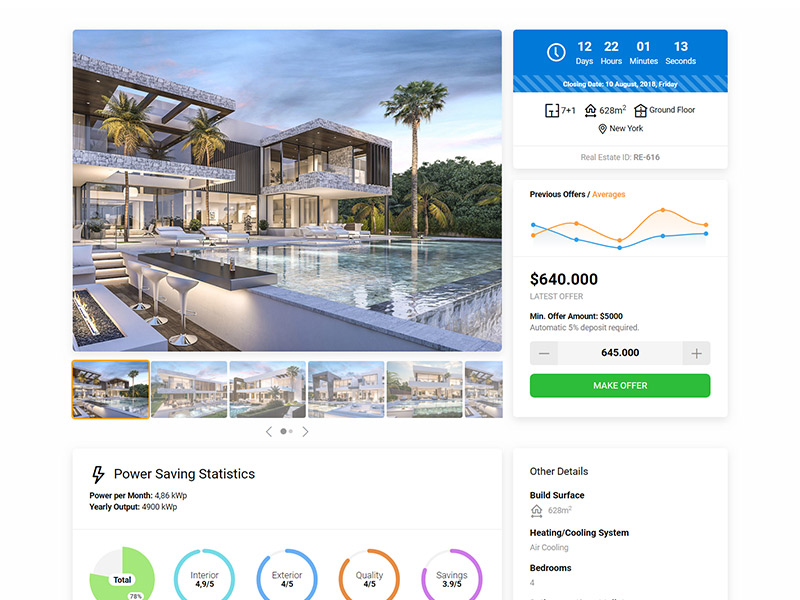 12 22 01 13
Days Hours Minutes Seconds
Closing Date: 10 August, 2018, Friday
7+1 628m² Ground Floor
New York
Real Estate ID: RE-616
Previous Offers / Averages
$640.000
LATEST OFFER
Min. Offer Amount: $5000
Automatic 5% deposit required.
— 645.000 +
MAKE OFFER
Power Saving Statistics
Power per Month: 4,86 kWp
Yearly Output: 4900 kWp
Total
78%
Interior
4,9/5
Exterior
4/5
Quality
4/5
Savings
3.9/5
Other Details
Build Surface
628m²
Heating/Cooling System
Air Cooling
Bedrooms
4